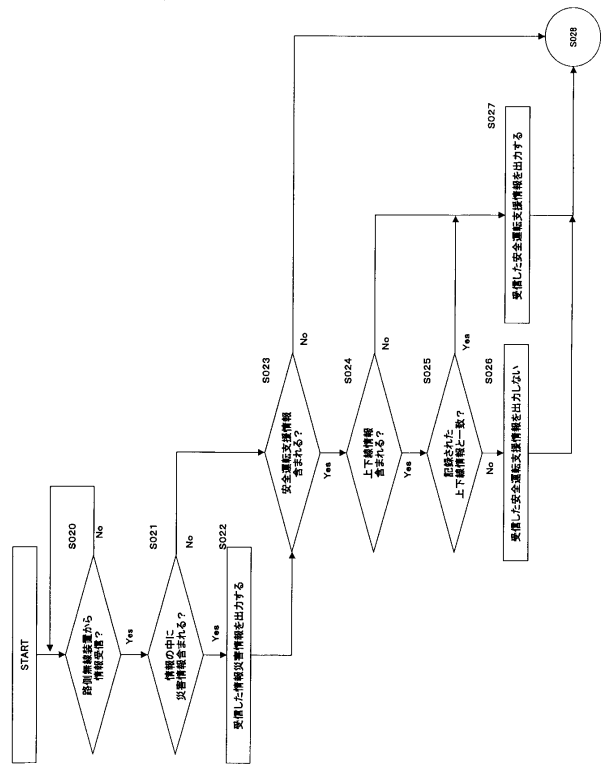 START
S020
路側無線装置から
情報受信？
No
Yes
S021
情報の中に
災害情報含まれる？
No
Yes
S022
受信した情報災害情報を出力する
S023
安全運転支援情報
含まれる？
No
Yes
S024
上下線情報
含まれる？
No
Yes
S025
記録された
上下線情報と一致？
Yes
No
S026
受信した安全運転支援情報を出力しない
S027
受信した安全運転支援情報を出力する
S028